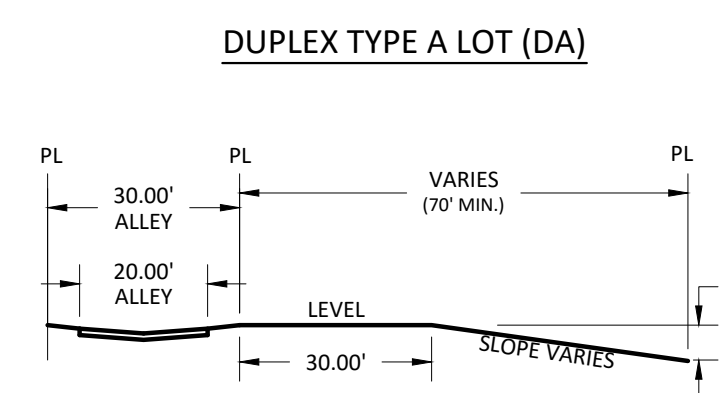 DUPLEX TYPE A LOT (DA)
PL
PL
PL
30.00'
ALLEY
VARIES
(70' MIN.)
20.00'
ALLEY
LEVEL
SLOPE VARIES
30.00'